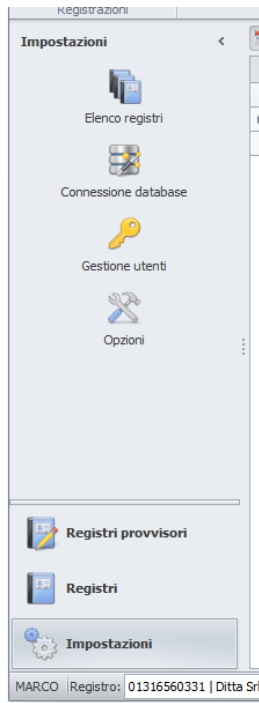 Registrazioni
Impostazioni
Elenco registri
Connessione database
Gestione utenti
Opzioni
Registri provvisori
Registri
Impostazioni
MARCO Registro: 01316560331 | Ditta Srl